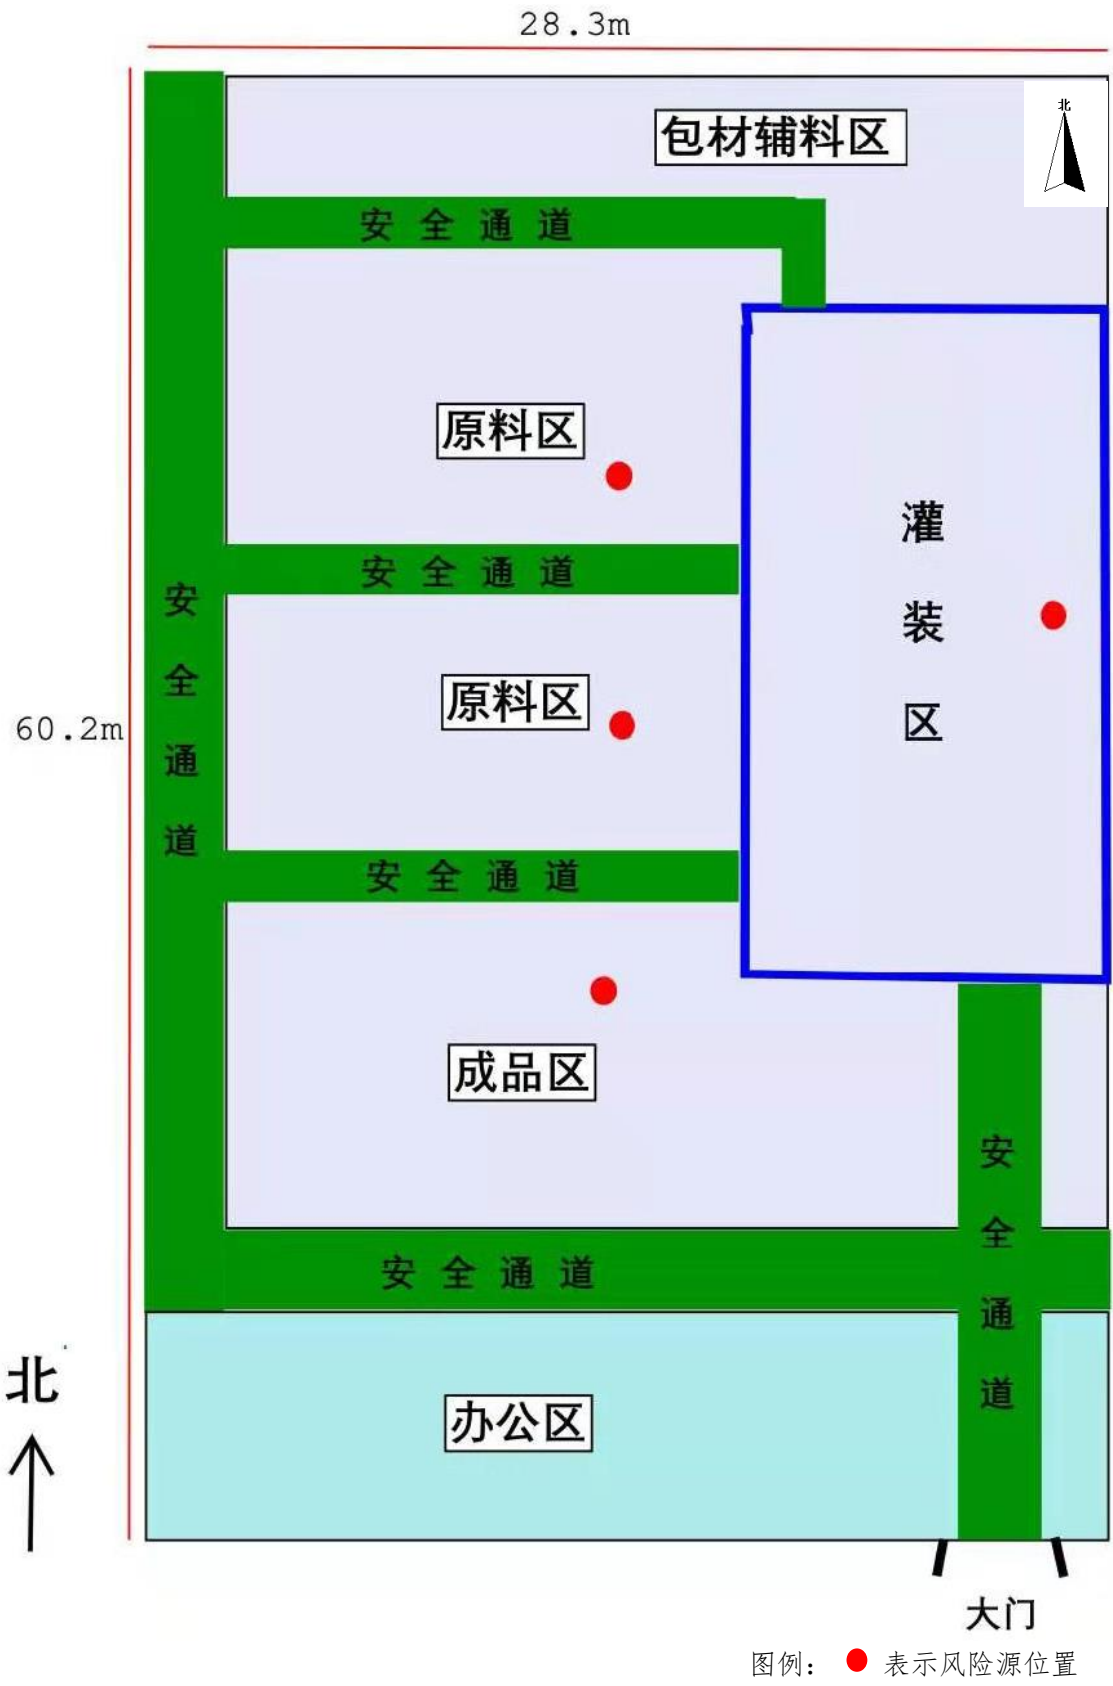 28.3m
北
包材辅料区
安全通道
原料区
安全通道
灌装区
安全通道
原料区
60.2m
安全通道
成品区
安全通道
安全通道
北
办公区
大门
图例： 表示风险源位置